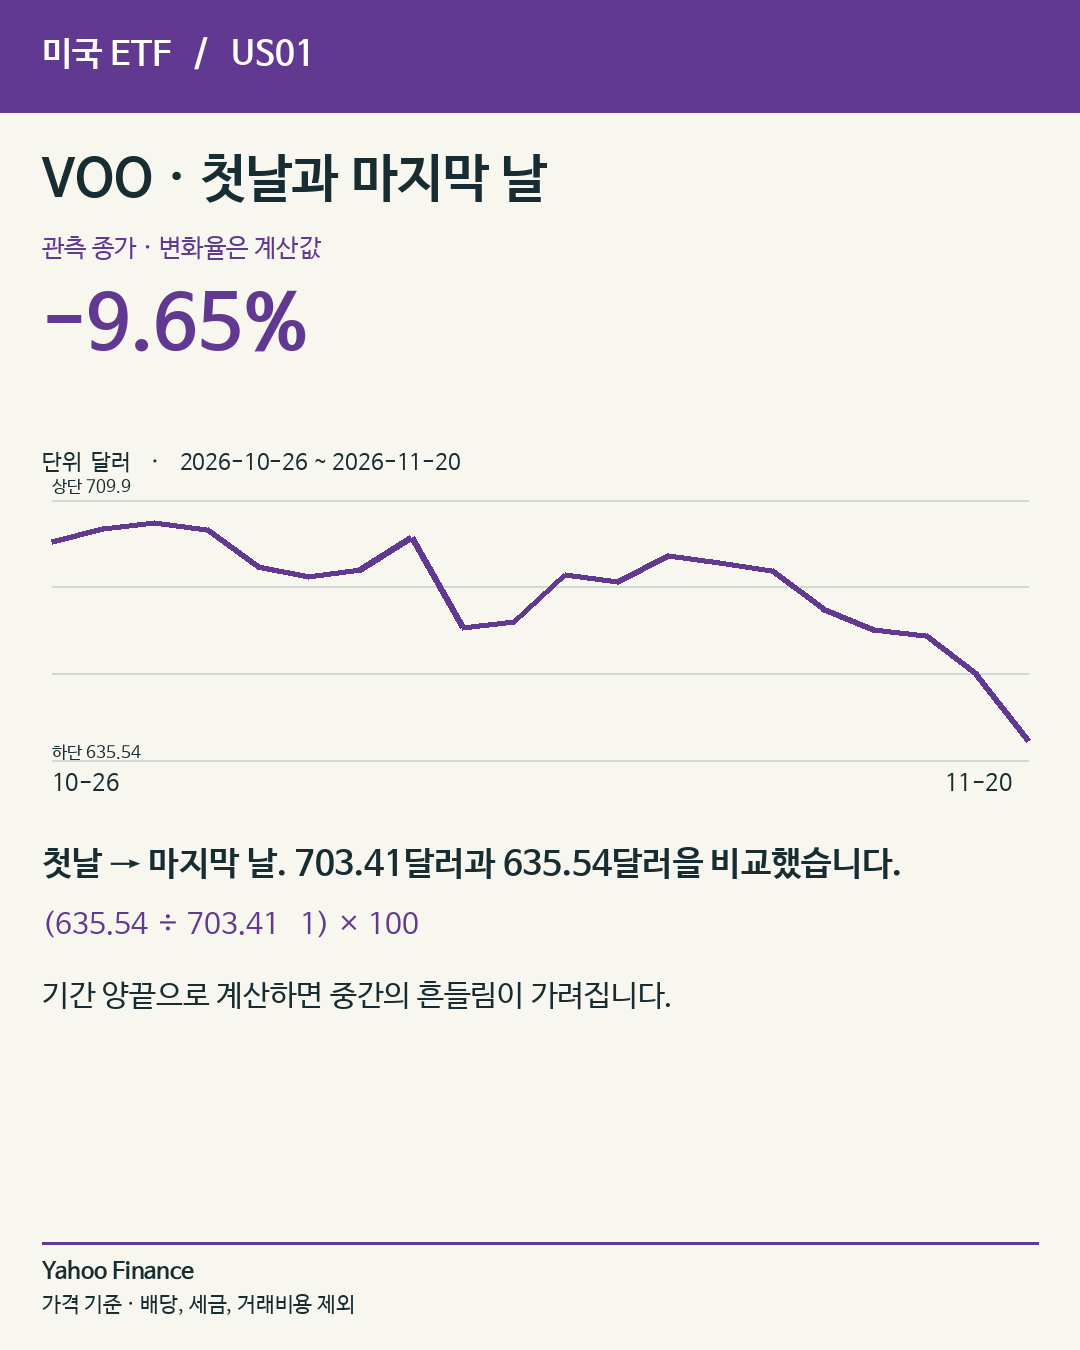 미국 ETF / US01
VOO · 첫날과 마지막 날
관측 종가 · 변화율은 계산값
-9.65%
단위 달러 · 2026-10-26 ~ 2026-11-20
상단 709.9
하단 635.54
10-26 11-20
첫날 → 마지막 날. 703.41달러과 635.54달러을 비교했습니다.
(635.54 ÷ 703.41 1) × 100
기간 양끝으로 계산하면 중간의 흔들림이 가려집니다.
Yahoo Finance
가격 기준 · 배당, 세금, 거래비용 제외